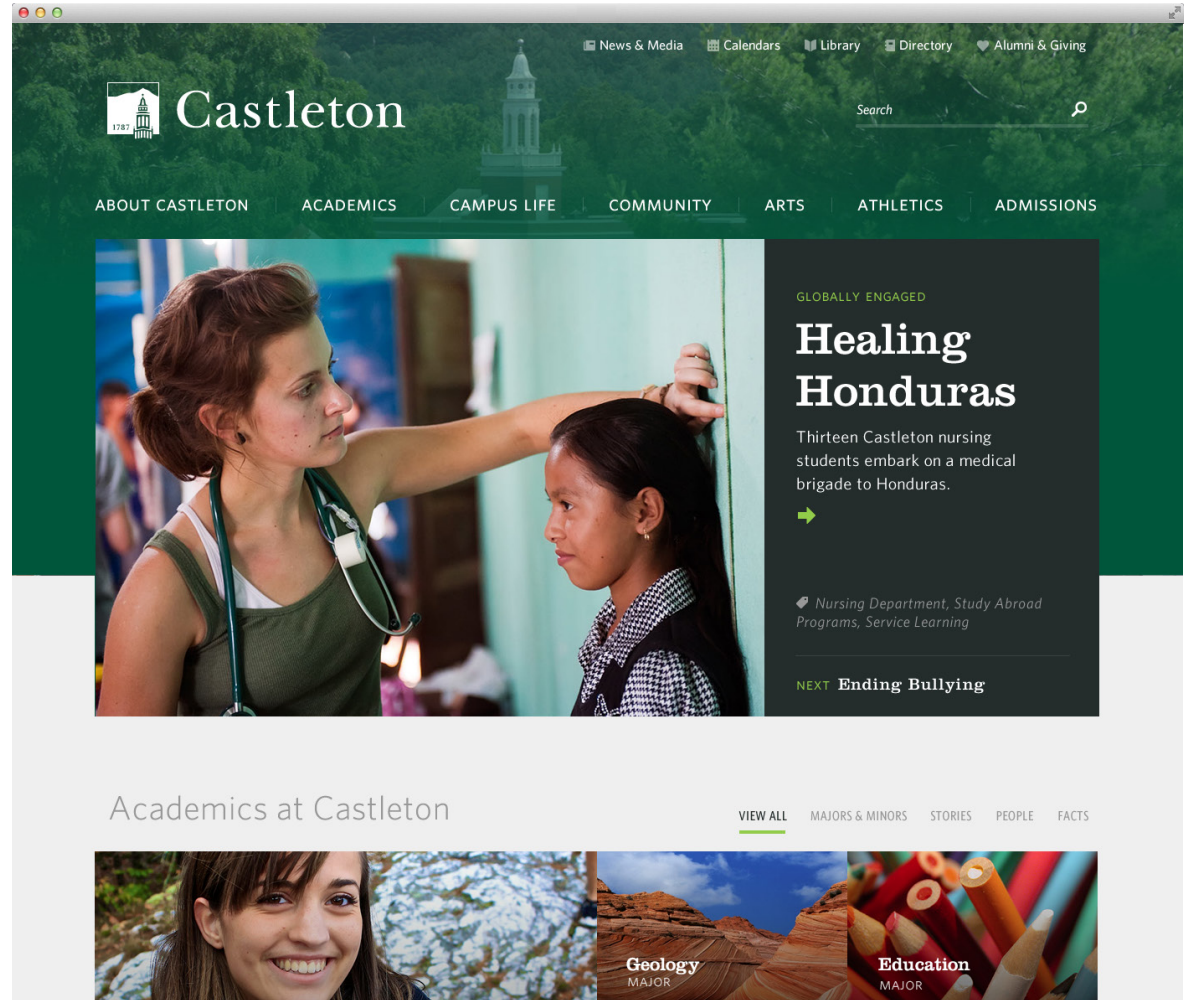 News & Media
Calendars
Library
Directory
Alumni & Giving
1787
Castleton
Search
ABOUT CASTLETON
ACADEMICS
CAMPUS LIFE
COMMUNITY
ARTS
ATHLETICS
ADMISSIONS
GLOBALLY ENGAGED
Healing
Honduras
Thirteen Castleton nursing
students embark on a medical
brigade to Honduras.
Nursing Department, Study Abroad
Programs, Service Learning
NEXT Ending Bullying
Academics at Castleton
VIEW ALL
MAJORS & MINORS
STORIES
PEOPLE
FACTS
Geology
MAJOR
Education
MAJOR